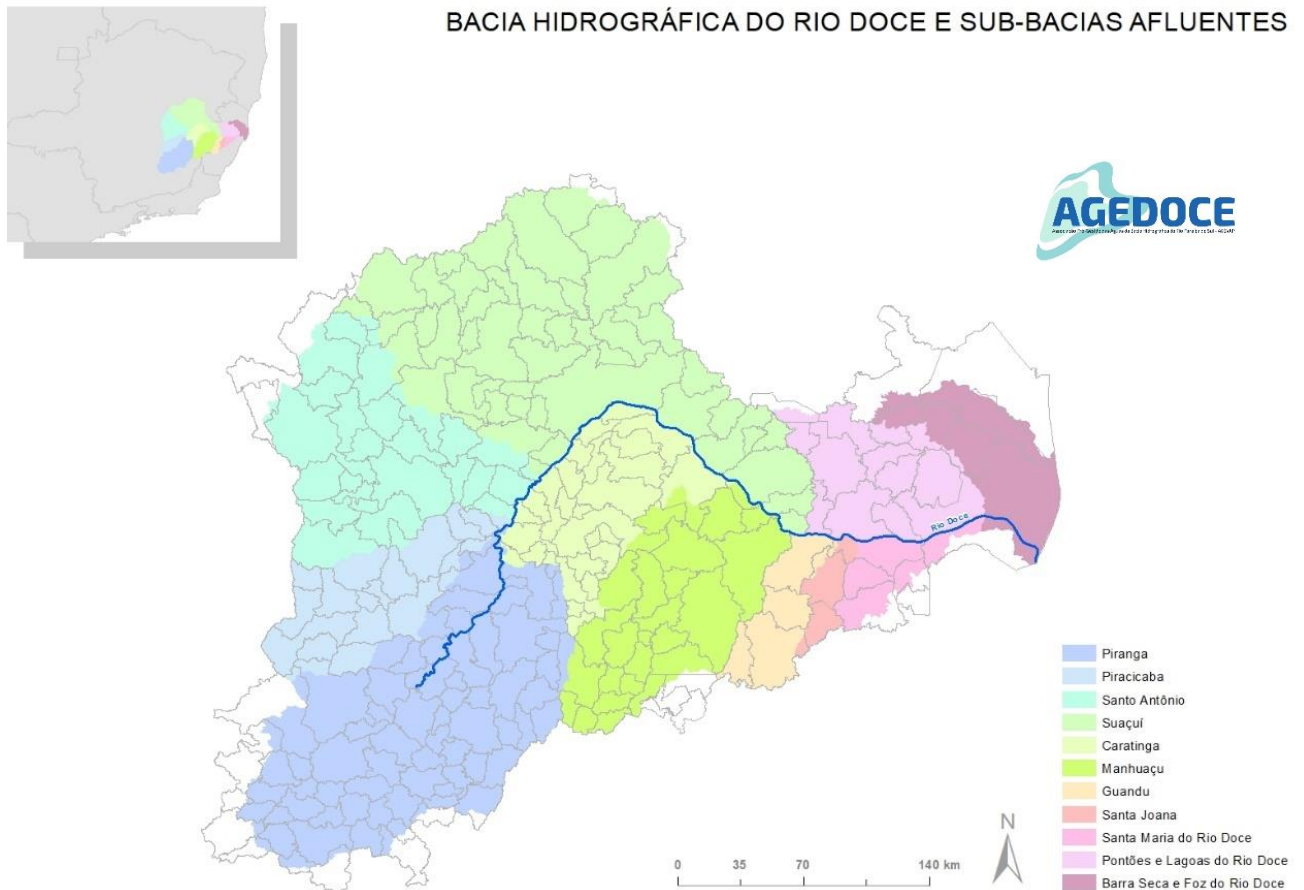 BACIA HIDROGRÁFICA DO RIO DOCE E SUB-BACIAS AFLUENTES
AGEDOCE
Rio Doce
Piranga
Piracicaba
Santo Antônio
Suaçuí
Caratinga
Manhuaçu
Guandu
Santa Joana
Santa Maria do Rio Doce
Pontões e Lagoas do Rio Doce
Barra Seca e Foz do Rio Doce
N
0 35 70 140 km